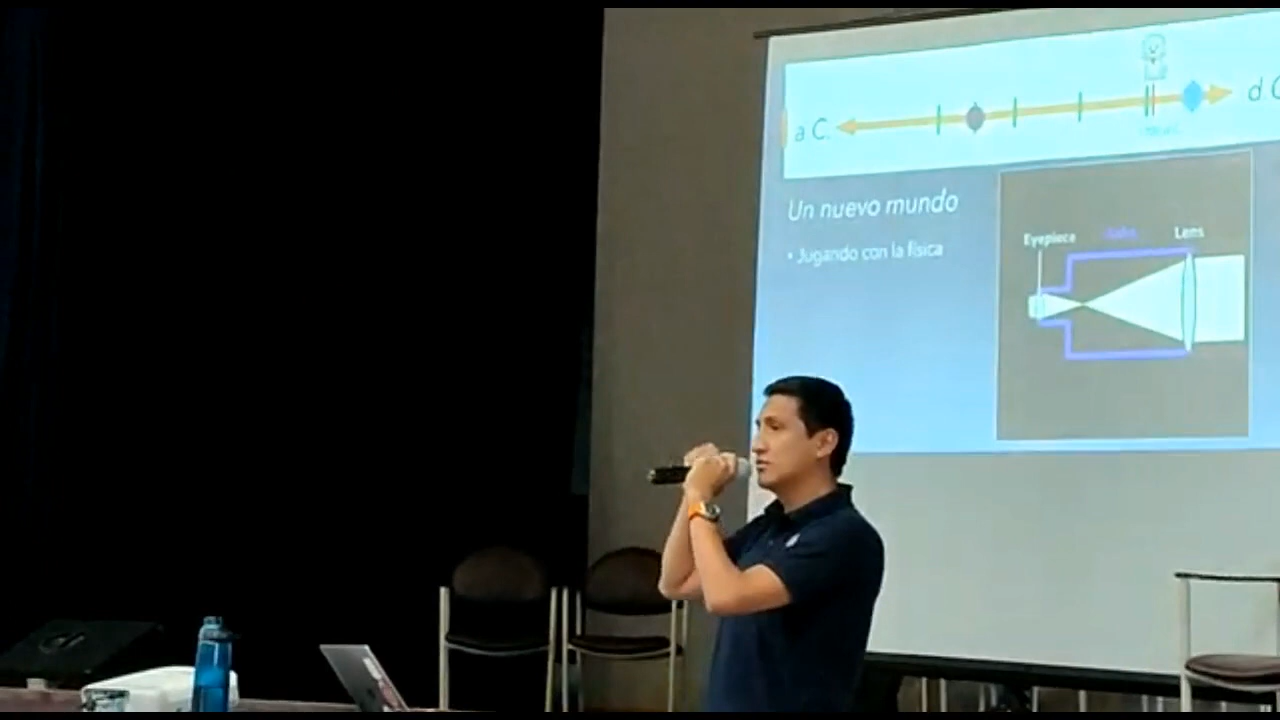 a C.
d C
Un nuevo mundo
• Jugando con la física
Eyepiece
Lens